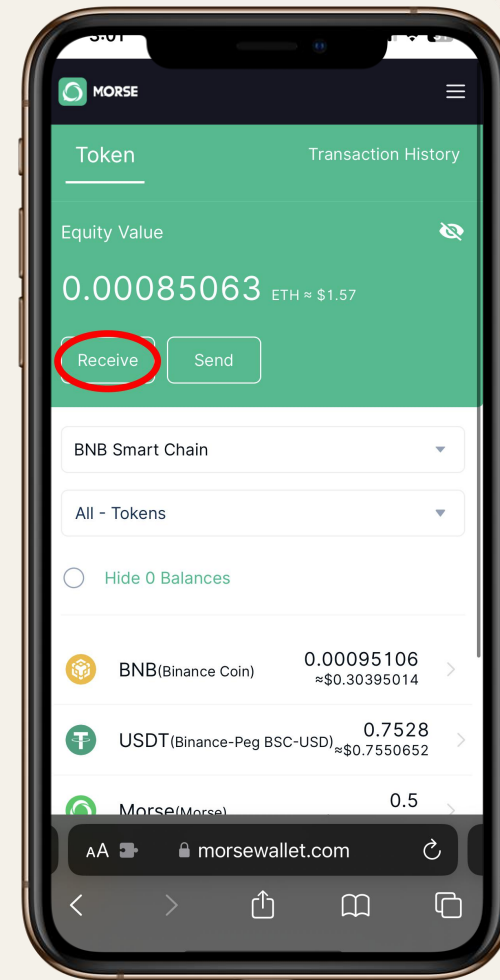 3:01
MORSE
Token
Transaction History
Equity Value
0.00085063 ETH ≈ $1.57
Receive
Send
BNB Smart Chain
All - Tokens
Hide 0 Balances
BNB(Binance Coin)
0.00095106
≈$0.30395014
USDT(Binance-Peg BSC-USD)
0.7528
≈$0.7550652
Morse(Morse)
0.5
AA
morsewallet.com